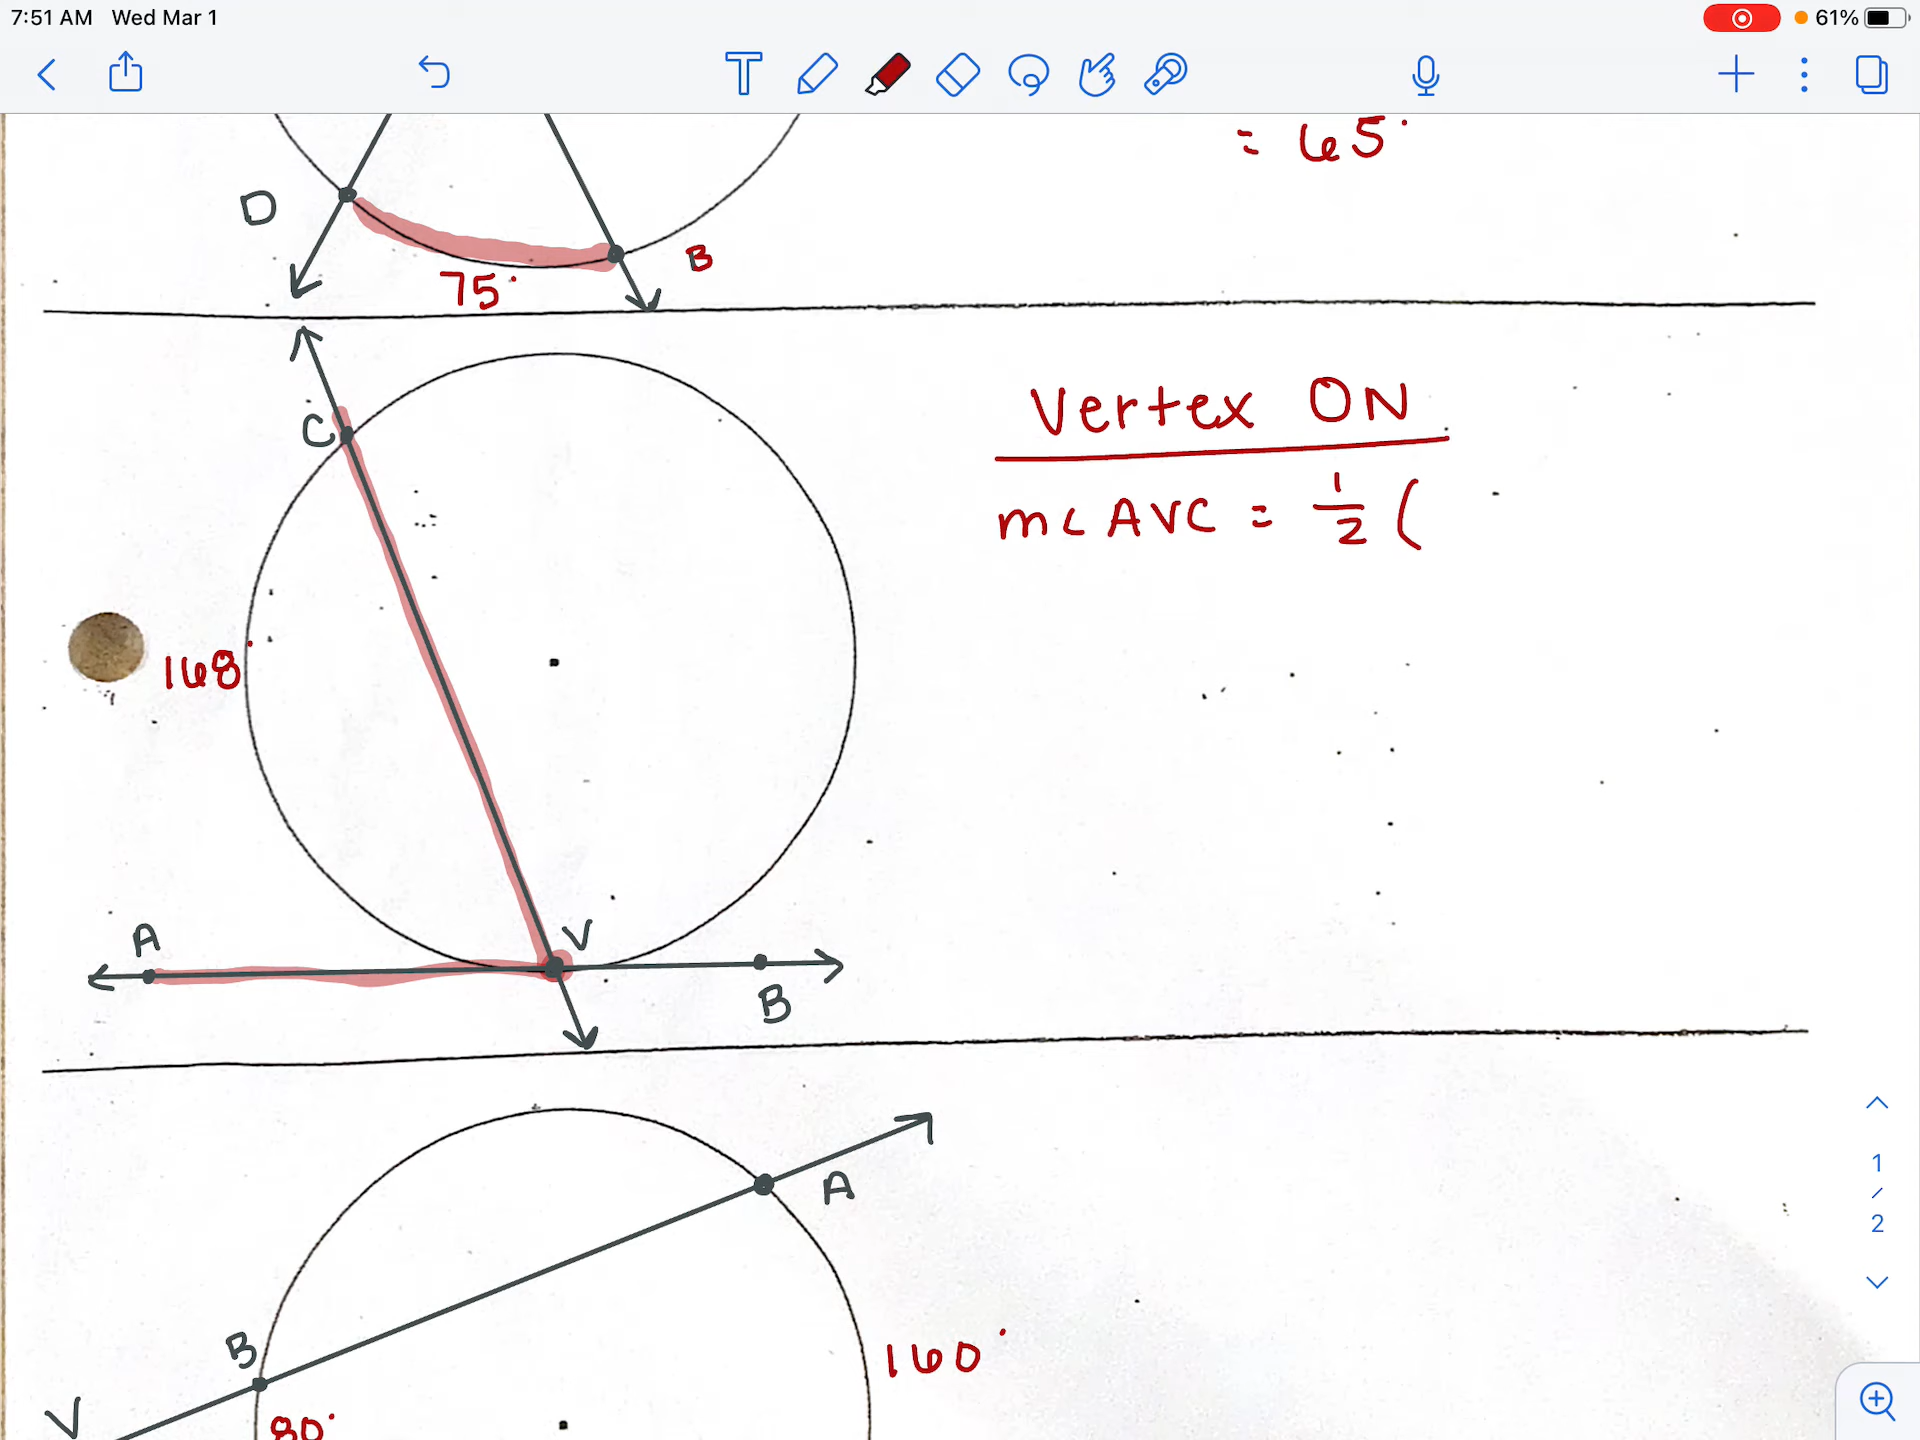 7:51 AM Wed Mar 1
61%
T
= 65°
D
B
75°
C
Vertex ON
m∠AVC = 1/2 (
168°
A
V
B
1
/
2
A
B
160°
V
80°